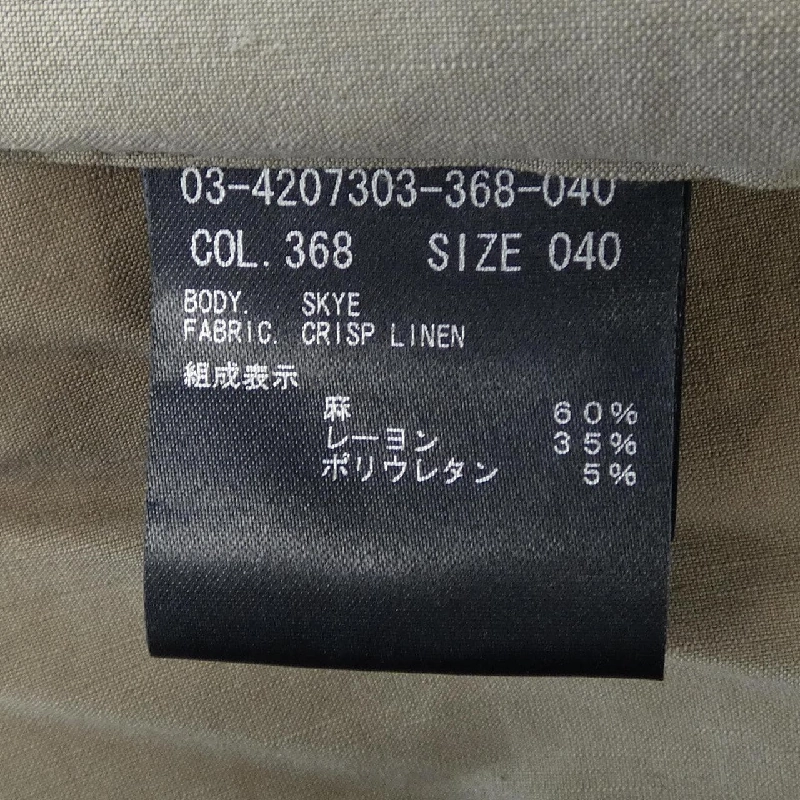 03-4207303-368-040
COL. 368 SIZE 040
BODY. SKYE
FABRIC. CRISP LINEN
組成表示
麻 60%
レーヨン 35%
ポリウレタン 5%